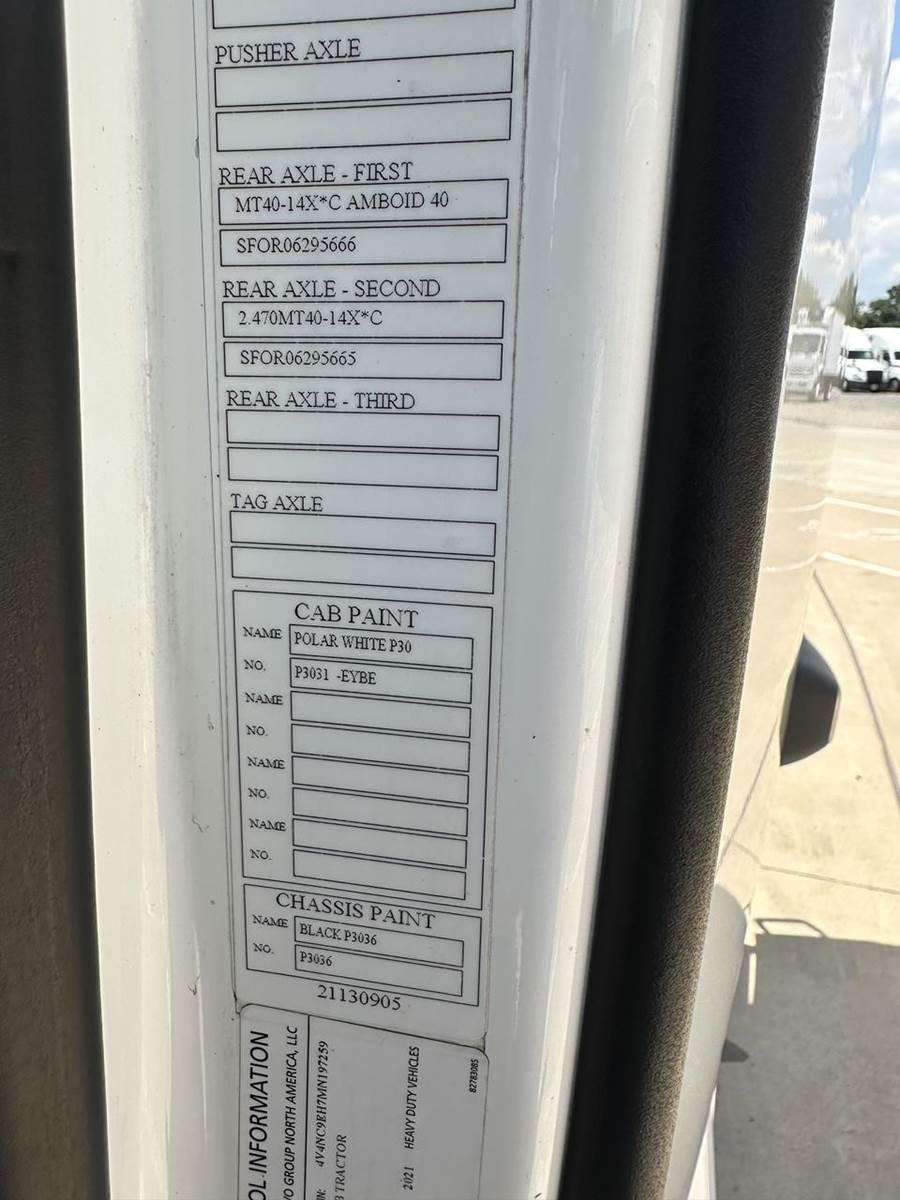 PUSHER AXLE
REAR AXLE - FIRST
MT40-14X*C AMBOID 40
SFOR06295666
REAR AXLE - SECOND
2.470MT40-14X*C
SFOR06295665
REAR AXLE - THIRD
TAG AXLE
CAB PAINT
NAME POLAR WHITE P30
NO. P3031 -EYBE
NAME
NO.
NAME
NO.
NAME
NO.
CHASSIS PAINT
NAME BLACK P3036
NO. P3036
21130905
OL INFORMATION
VO GROUP NORTH AMERICA, LLC
4V4NC9EH7MN197259
TRACTOR
2021 HEAVY DUTY VEHICLES
82783085